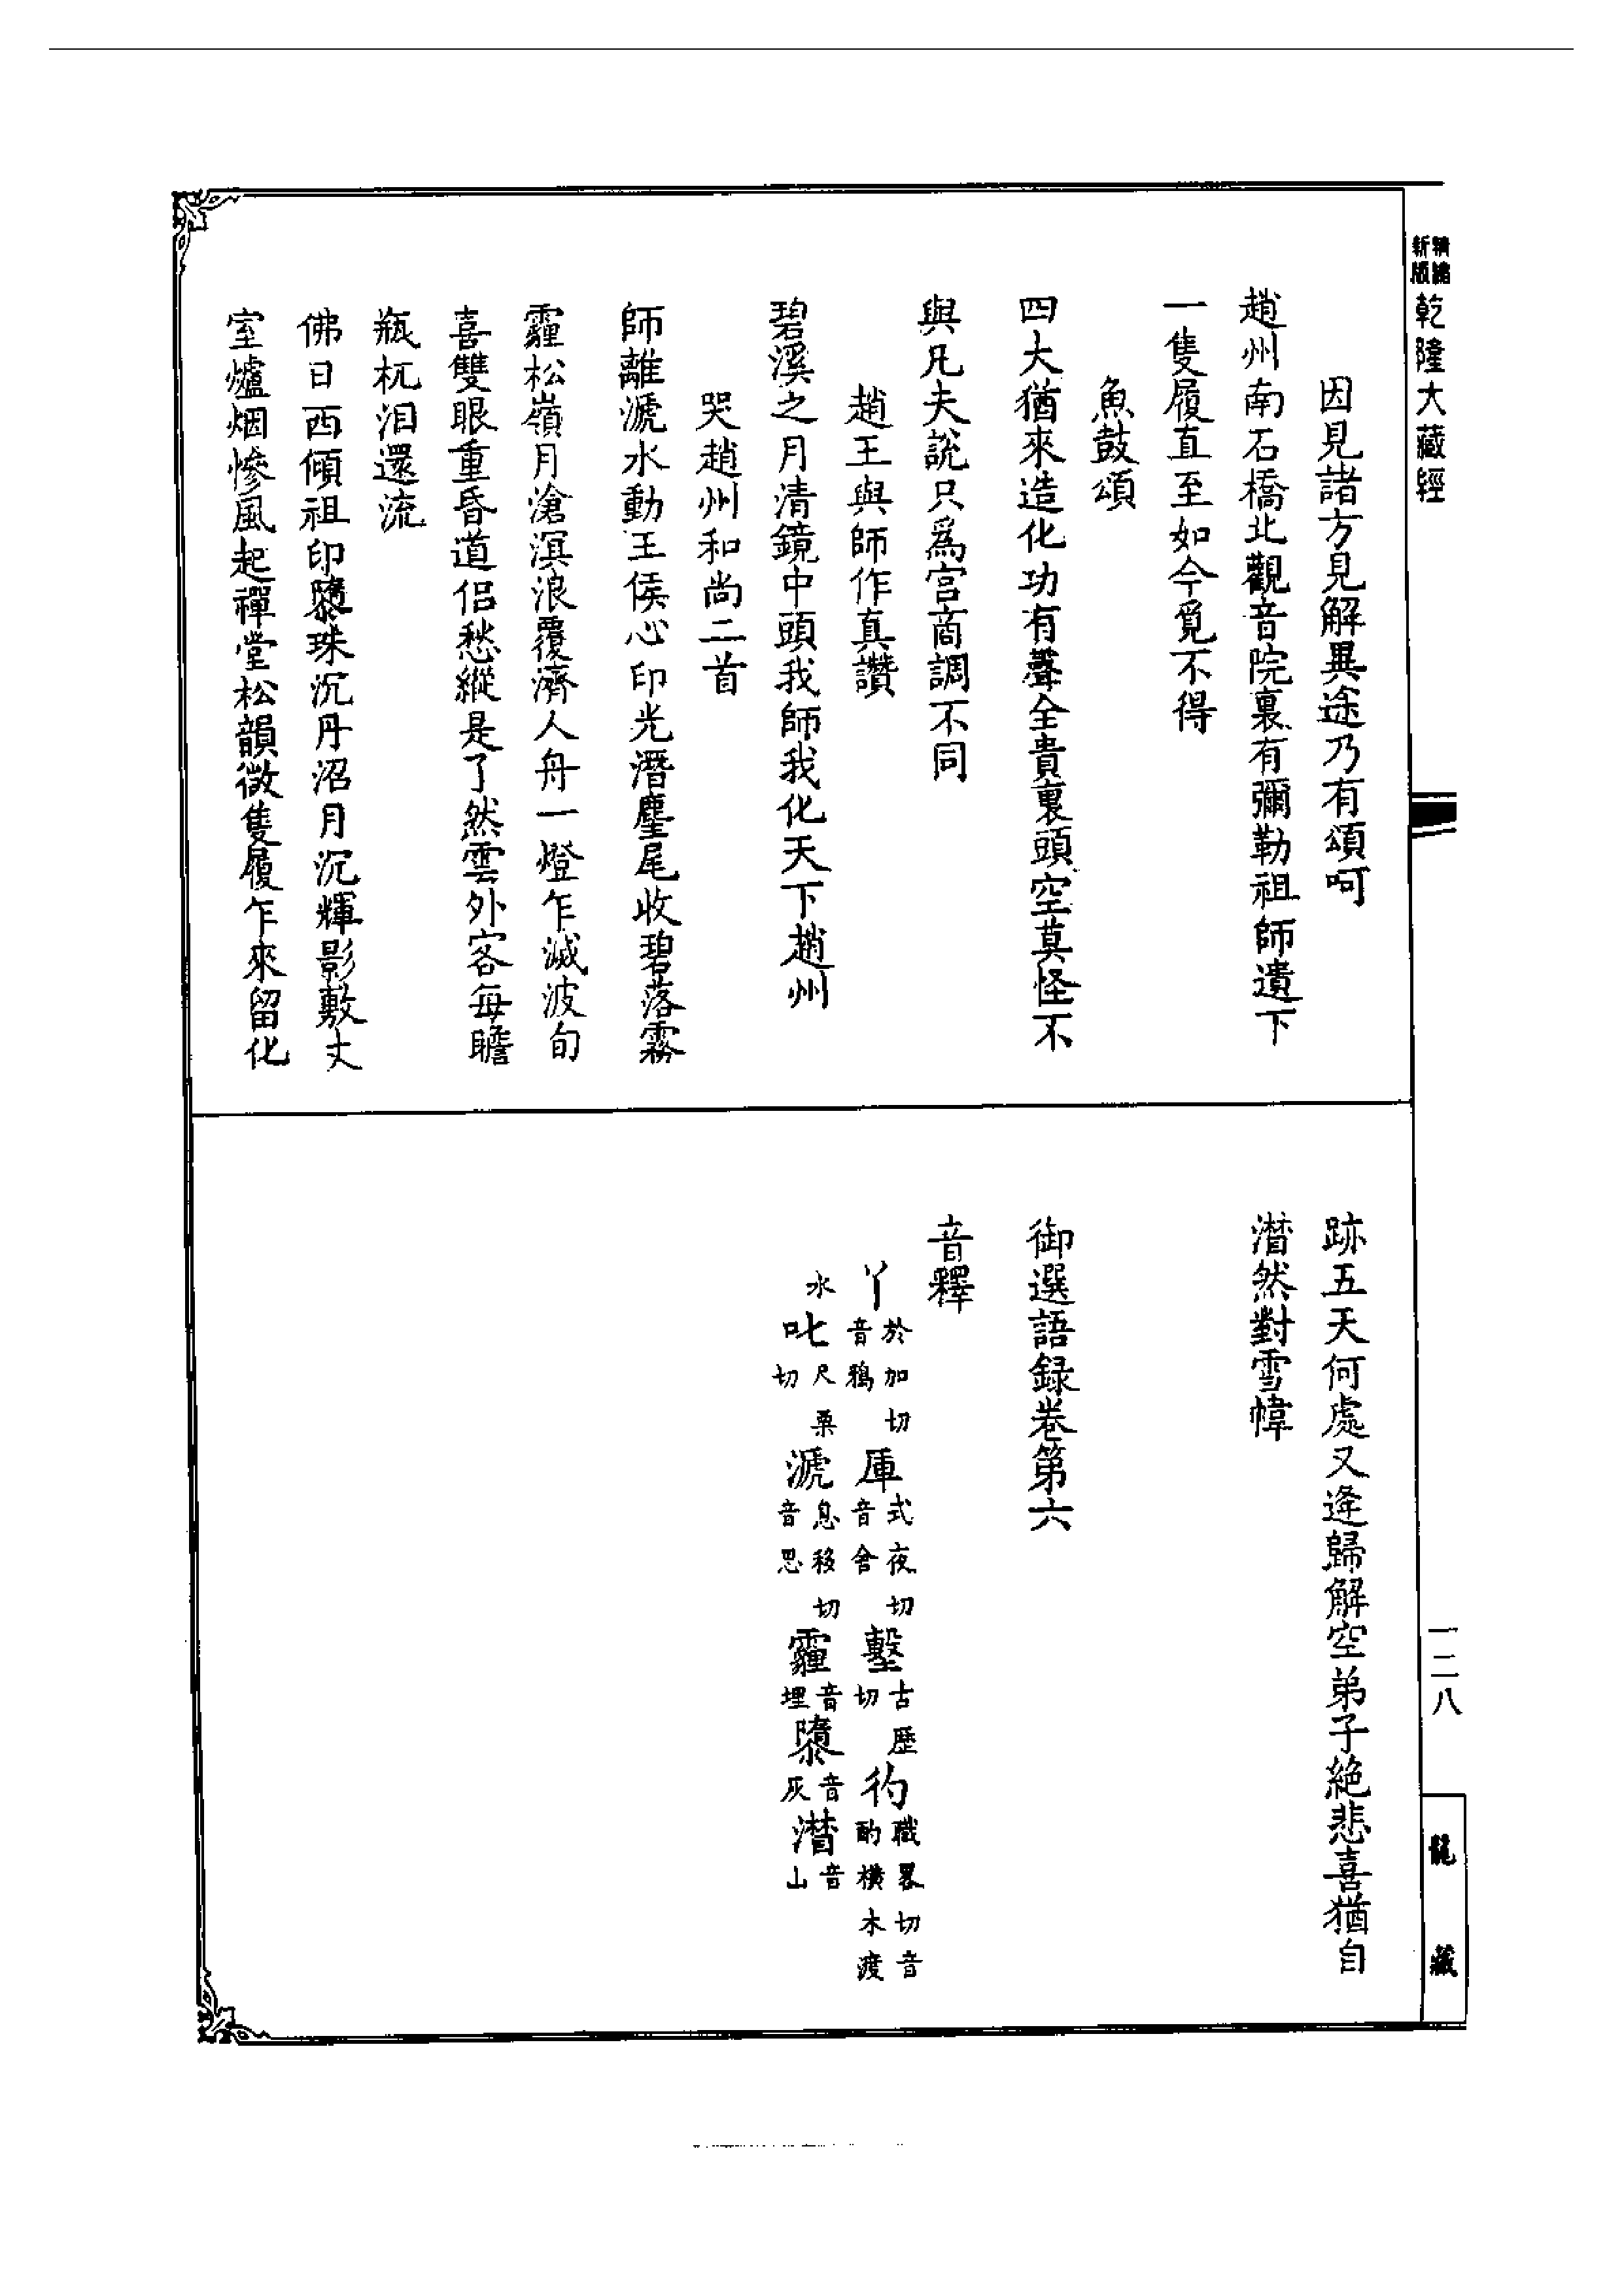 新版精縮
乾隆大藏經
因見諸方見解異途乃有頌呵
趙州南石橋北觀音院裏有彌勒祖師遺下
一隻履直至如今覓不得
魚鼓頌
四大猶來造化功有聲全貴裏頭空莫怪不
與凡夫說只爲宫商調不同
趙王與師作真讚
碧溪之月清鏡中頭我師我化天下趙州
哭趙州和尚二首
師離㴲水動王侯心印光潛麈尾收碧落霧
霾松嶺月滄溟浪覆濟人舟一燈乍滅波旬
喜雙眼重昏道侣愁縱是了然雲外客每瞻
瓶杌泪還流
佛日西傾祖印隳珠沉丹沼月沉輝影敷丈
室爐烟慘風起禪堂松韻微隻履乍來留化
跡五天何處又逢歸解空弟子絶悲喜猶自
潸然對雪幃
御選語録卷第六
音釋
丫於加切音鴉 厙式夜切音舍 墼古歷切 彴職畧切音酌横木渡
水 叱尺栗切 㴲息移切音思 霾音埋 隳音灰 潸音山
一二八
龍藏